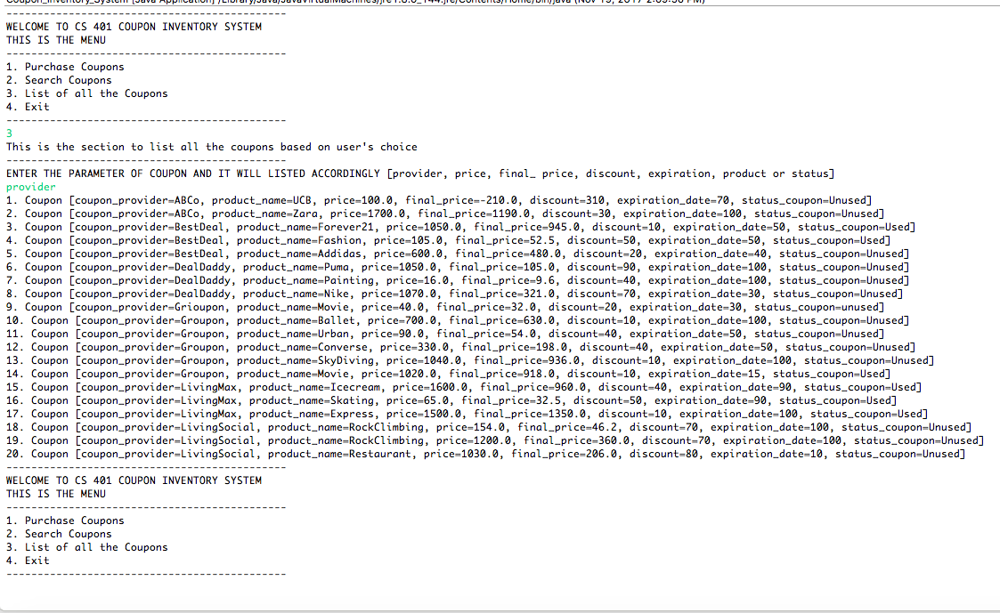 Coupon_Inventory_System [Java Application] /Library/Java/JavaVirtualMachines/jre1.8.0_144.jre/Contents/Home/bin/java (Nov 19, 2017 2:09:56 PM)
---------------------------------------------
WELCOME TO CS 401 COUPON INVENTORY SYSTEM
THIS IS THE MENU
---------------------------------------------
1. Purchase Coupons
2. Search Coupons
3. List of all the Coupons
4. Exit
---------------------------------------------
3
This is the section to list all the coupons based on user's choice
---------------------------------------------
ENTER THE PARAMETER OF COUPON AND IT WILL LISTED ACCORDINGLY [provider, price, final_ price, discount, expiration, product or status]
provider
1. Coupon [coupon_provider=ABCo, product_name=UCB, price=100.0, final_price=-210.0, discount=310, expiration_date=70, status_coupon=Unused]
2. Coupon [coupon_provider=ABCo, product_name=Zara, price=1700.0, final_price=1190.0, discount=30, expiration_date=100, status_coupon=Unused]
3. Coupon [coupon_provider=BestDeal, product_name=Forever21, price=1050.0, final_price=945.0, discount=10, expiration_date=50, status_coupon=Used]
4. Coupon [coupon_provider=BestDeal, product_name=Fashion, price=105.0, final_price=52.5, discount=50, expiration_date=50, status_coupon=Used]
5. Coupon [coupon_provider=BestDeal, product_name=Addidas, price=600.0, final_price=480.0, discount=20, expiration_date=40, status_coupon=Unused]
6. Coupon [coupon_provider=DealDaddy, product_name=Puma, price=1050.0, final_price=105.0, discount=90, expiration_date=100, status_coupon=Unused]
7. Coupon [coupon_provider=DealDaddy, product_name=Painting, price=16.0, final_price=9.6, discount=40, expiration_date=100, status_coupon=Unused]
8. Coupon [coupon_provider=DealDaddy, product_name=Nike, price=1070.0, final_price=321.0, discount=70, expiration_date=30, status_coupon=Unused]
9. Coupon [coupon_provider=Grioupon, product_name=Movie, price=40.0, final_price=32.0, discount=20, expiration_date=30, status_coupon=unused]
10. Coupon [coupon_provider=Groupon, product_name=Ballet, price=700.0, final_price=630.0, discount=10, expiration_date=100, status_coupon=Unused]
11. Coupon [coupon_provider=Groupon, product_name=Urban, price=90.0, final_price=54.0, discount=40, expiration_date=50, status_coupon=Unused]
12. Coupon [coupon_provider=Groupon, product_name=Converse, price=330.0, final_price=198.0, discount=40, expiration_date=50, status_coupon=Unused]
13. Coupon [coupon_provider=Groupon, product_name=SkyDiving, price=1040.0, final_price=936.0, discount=10, expiration_date=100, status_coupon=Unused]
14. Coupon [coupon_provider=Groupon, product_name=Movie, price=1020.0, final_price=918.0, discount=10, expiration_date=15, status_coupon=Used]
15. Coupon [coupon_provider=LivingMax, product_name=Icecream, price=1600.0, final_price=960.0, discount=40, expiration_date=90, status_coupon=Used]
16. Coupon [coupon_provider=LivingMax, product_name=Skating, price=65.0, final_price=32.5, discount=50, expiration_date=90, status_coupon=Used]
17. Coupon [coupon_provider=LivingMax, product_name=Express, price=1500.0, final_price=1350.0, discount=10, expiration_date=100, status_coupon=Used]
18. Coupon [coupon_provider=LivingSocial, product_name=RockClimbing, price=154.0, final_price=46.2, discount=70, expiration_date=100, status_coupon=Unused]
19. Coupon [coupon_provider=LivingSocial, product_name=RockClimbing, price=1200.0, final_price=360.0, discount=70, expiration_date=100, status_coupon=Unused]
20. Coupon [coupon_provider=LivingSocial, product_name=Restaurant, price=1030.0, final_price=206.0, discount=80, expiration_date=10, status_coupon=Unused]
---------------------------------------------
WELCOME TO CS 401 COUPON INVENTORY SYSTEM
THIS IS THE MENU
---------------------------------------------
1. Purchase Coupons
2. Search Coupons
3. List of all the Coupons
4. Exit
---------------------------------------------